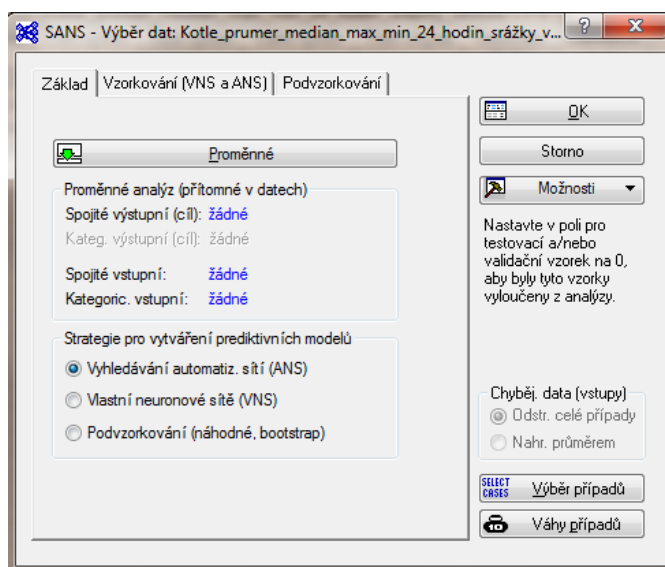 SANS - Výběr dat: Kotle_prumer_median_max_min_24_hodin_srážky_v...
Základ
Vzorkování (VNS a ANS)
Podvzorkování
Proměnné
Proměnné analýz (přítomné v datech)
Spojité výstupní (cíl): žádné
Kateg. výstupní (cíl): žádné
Spojité vstupní: žádné
Kategoric. vstupní: žádné
Strategie pro vytváření prediktivních modelů
Vyhledávání automatiz. sítí (ANS)
Vlastní neuronové sítě (VNS)
Podvzorkování (náhodné, bootstrap)
OK
Storno
Možnosti
Nastavte v poli pro
testovací a/nebo
validační vzorek na 0,
aby byly tyto vzorky
vyloučeny z analýzy.
Chyběj. data (vstupy)
Odstr. celé případy
Nahr. průměrem
SELECT
CASES
Výběr případů
Váhy případů